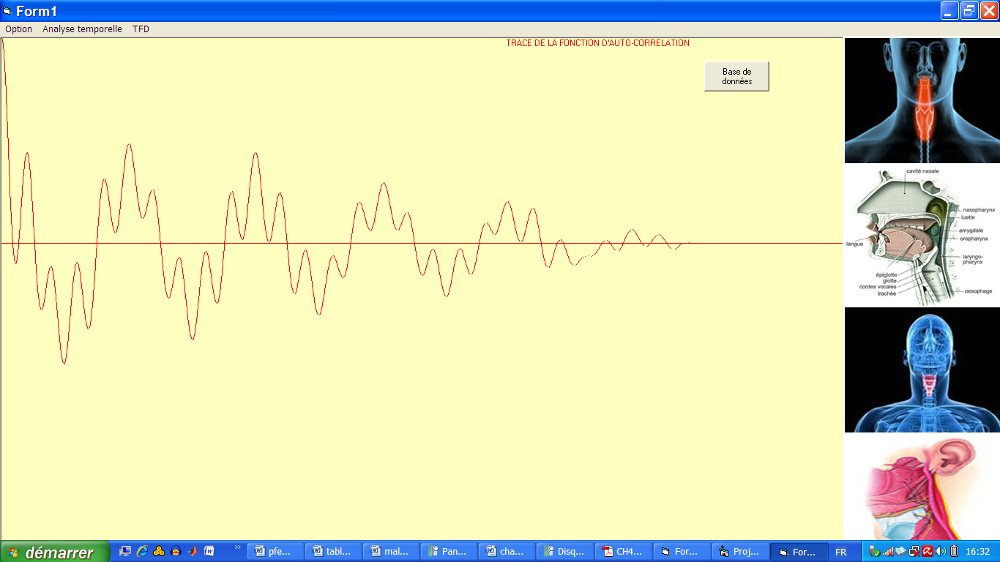 Form1
Option Analyse temporelle TFD
TRACE DE LA FONCTION D'AUTO-CORRELATION
Base de
données
cavité nasale
nasopharynx
luette
amygdale
oropharynx
langue
laryngo-
pharynx
épiglotte
glotte
cordes vocales
trachée
oesophage
démarrer
»
pfe...
tabl...
mal...
Pan...
cha...
Disq...
CH4...
For...
Proj...
For...
FR
16:32